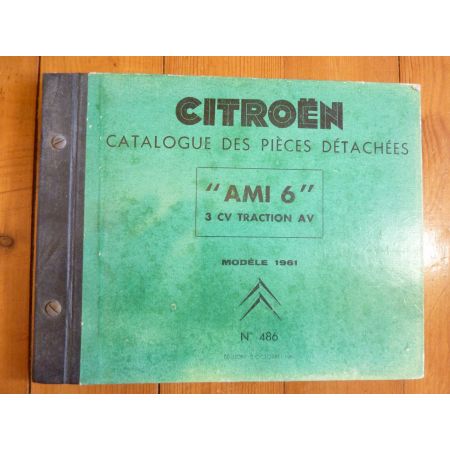 CITROËN
CATALOGUE DES PIÈCES DÉTACHÉES
"AMI 6"
3 CV TRACTION AV
MODÈLE 1961
N° 486